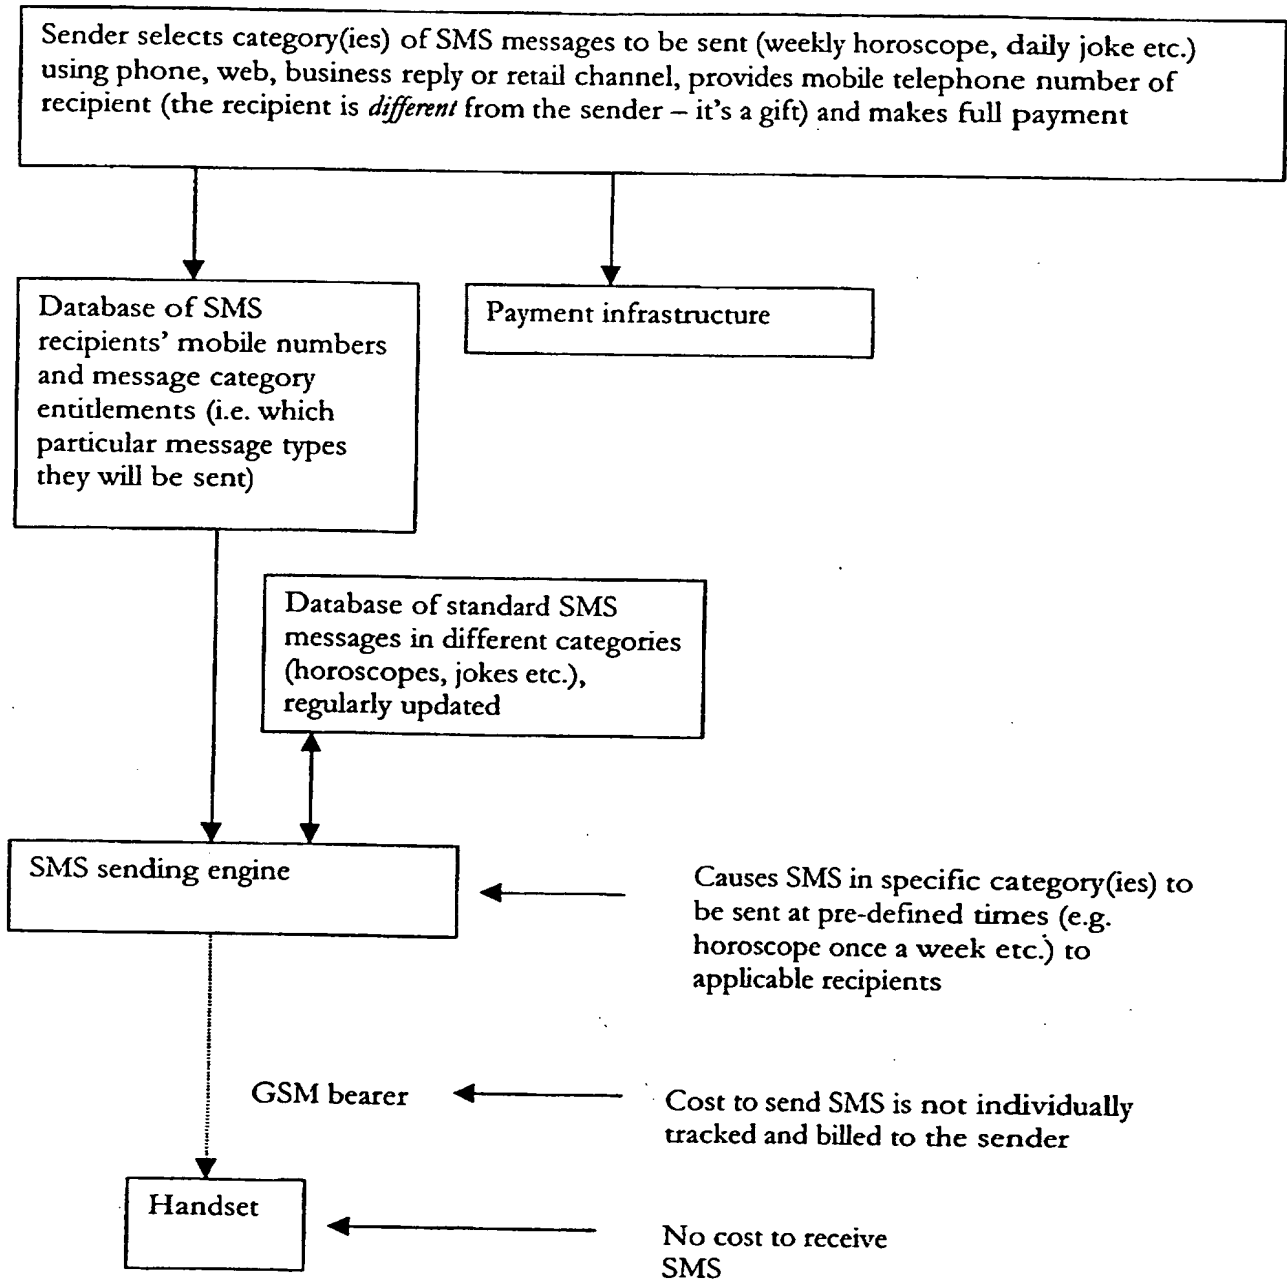 Sender selects category(ies) of SMS messages to be sent (weekly horoscope, daily joke etc.)
using phone, web, business reply or retail channel, provides mobile telephone number of
recipient (the recipient is different from the sender – it's a gift) and makes full payment
Database of SMS
recipients' mobile numbers
and message category
entitlements (i.e. which
particular message types
they will be sent)
Payment infrastructure
Database of standard SMS
messages in different categories
(horoscopes, jokes etc.),
regularly updated
SMS sending engine
Causes SMS in specific category(ies) to
be sent at pre-defined times (e.g.
horoscope once a week etc.) to
applicable recipients
GSM bearer
Cost to send SMS is not individually
tracked and billed to the sender
Handset
No cost to receive
SMS